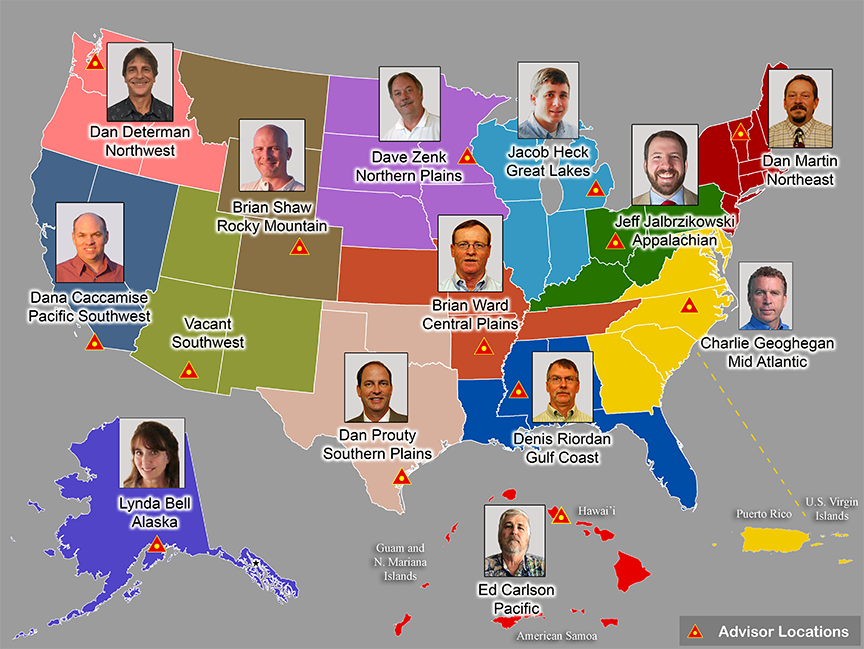 Dan Determan
Northwest
Brian Shaw
Rocky Mountain
Dave Zenk
Northern Plains
Jacob Heck
Great Lakes
Jeff Jalbrzikowski
Appalachian
Dan Martin
Northeast
Dana Caccamise
Pacific Southwest
Vacant
Southwest
Brian Ward
Central Plains
Charlie Geoghegan
Mid Atlantic
Dan Prouty
Southern Plains
Denis Riordan
Gulf Coast
Lynda Bell
Alaska
Ed Carlson
Pacific
Hawai'i
Guam and
N. Mariana
Islands
American Samoa
Puerto Rico
U.S. Virgin
Islands
Advisor Locations